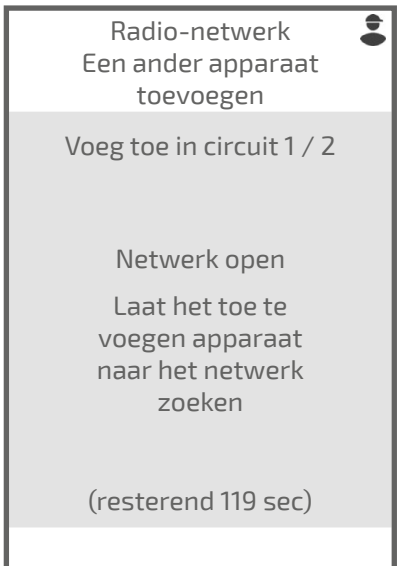 Radio-netwerk
Een ander apparaat
toevoegen
Voeg toe in circuit 1 / 2
Netwerk open
Laat het toe te
voegen apparaat
naar het netwerk
zoeken
(resterend 119 sec)